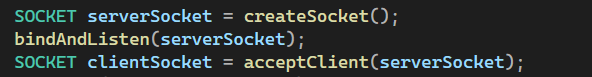 SOCKET serverSocket = createSocket();
bindAndListen(serverSocket);
SOCKET clientSocket = acceptClient(serverSocket);